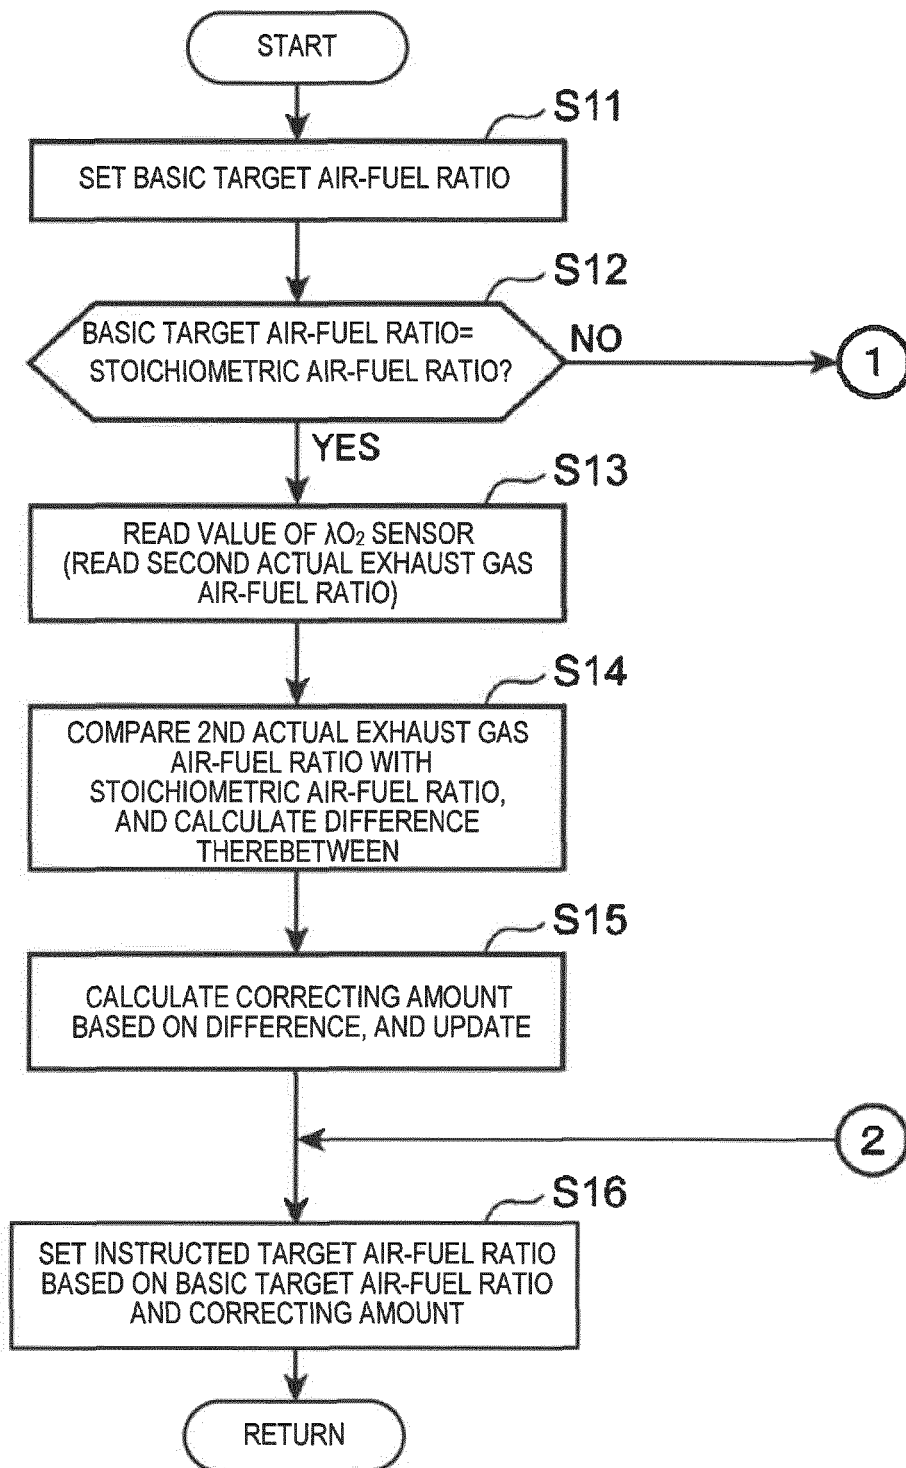 START
S11
SET BASIC TARGET AIR-FUEL RATIO
S12
BASIC TARGET AIR-FUEL RATIO=
STOICHIOMETRIC AIR-FUEL RATIO?
NO
1
YES
S13
READ VALUE OF λO₂ SENSOR
(READ SECOND ACTUAL EXHAUST GAS
AIR-FUEL RATIO)
S14
COMPARE 2ND ACTUAL EXHAUST GAS
AIR-FUEL RATIO WITH
STOICHIOMETRIC AIR-FUEL RATIO,
AND CALCULATE DIFFERENCE
THEREBETWEEN
S15
CALCULATE CORRECTING AMOUNT
BASED ON DIFFERENCE, AND UPDATE
2
S16
SET INSTRUCTED TARGET AIR-FUEL RATIO
BASED ON BASIC TARGET AIR-FUEL RATIO
AND CORRECTING AMOUNT
RETURN